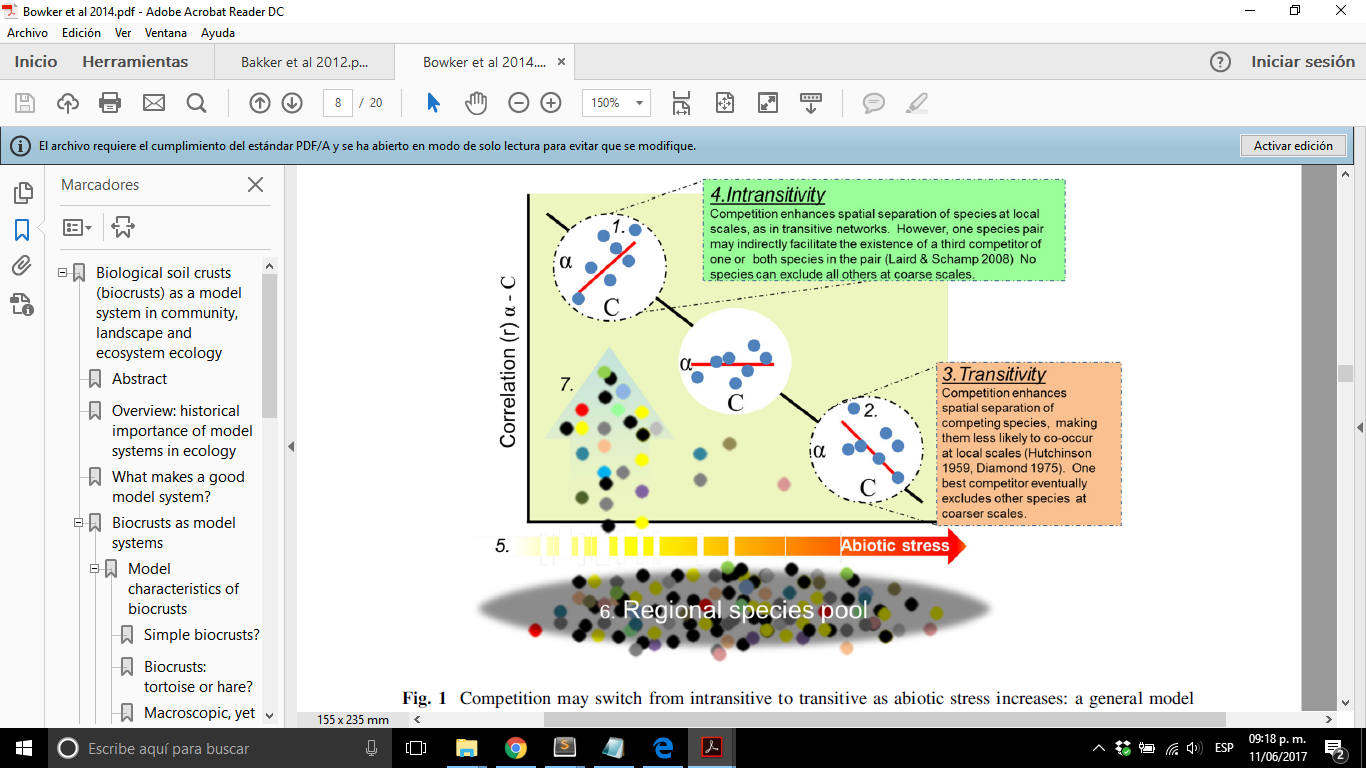 Bowker et al 2014.pdf - Adobe Acrobat Reader DC
Archivo Edición Ver Ventana Ayuda
Inicio Herramientas Bakker et al 2012.p... Bowker et al 2014.... × Iniciar sesión
8 / 20 150%
El archivo requiere el cumplimiento del estándar PDF/A y se ha abierto en modo de solo lectura para evitar que se modifique. Activar edición
Marcadores
Biological soil crusts
(biocrusts) as a model
system in community,
landscape and
ecosystem ecology
Abstract
Overview: historical
importance of model
systems in ecology
What makes a good
model system?
Biocrusts as model
systems
Model
characteristics of
biocrusts
Simple biocrusts?
Biocrusts:
tortoise or hare?
Macroscopic, yet
Correlation (r) α - C
1.
α
C
4.Intransitivity
Competition enhances spatial separation of species at local
scales, as in transitive networks. However, one species pair
may indirectly facilitate the existence of a third competitor of
one or both species in the pair (Laird & Schamp 2008) No
species can exclude all others at coarse scales.
α
C
7.
2.
α
C
3.Transitivity
Competition enhances
spatial separation of
competing species, making
them less likely to co-occur
at local scales (Hutchinson
1959, Diamond 1975). One
best competitor eventually
excludes other species at
coarser scales.
5. Abiotic stress
6. Regional species pool
Fig. 1 Competition may switch from intransitive to transitive as abiotic stress increases: a general model
155 x 235 mm
Escribe aquí para buscar
ESP
09:18 p. m.
11/06/2017
2